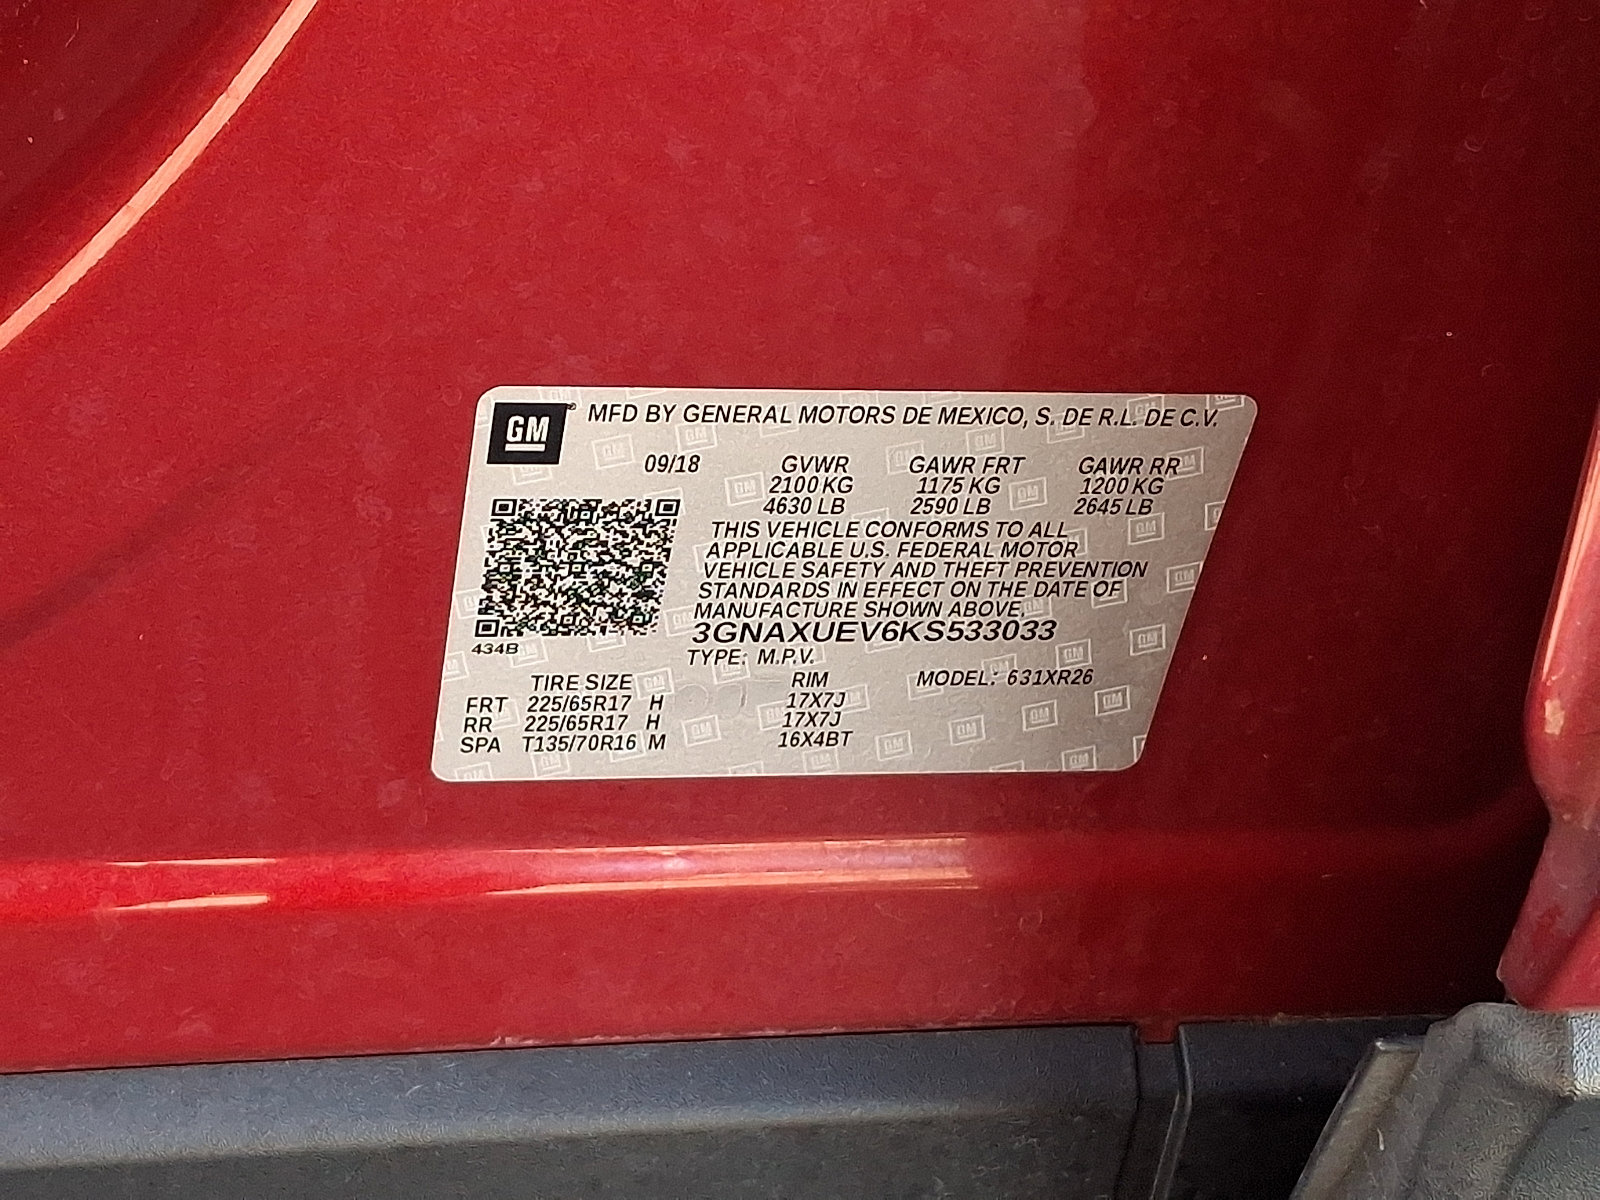 GM MFD BY GENERAL MOTORS DE MEXICO, S. DE R.L. DE C.V.
09/18 GVWR GAWR FRT GAWR RR
2100 KG 1175 KG 1200 KG
4630 LB 2590 LB 2645 LB
THIS VEHICLE CONFORMS TO ALL
APPLICABLE U.S. FEDERAL MOTOR
VEHICLE SAFETY AND THEFT PREVENTION
STANDARDS IN EFFECT ON THE DATE OF
MANUFACTURE SHOWN ABOVE.
3GNAXUEV6KS533033
434B
TYPE: M.P.V.
TIRE SIZE RIM MODEL: 631XR26
FRT 225/65R17 H 17X7J
RR 225/65R17 H 17X7J
SPA T135/70R16 M 16X4BT